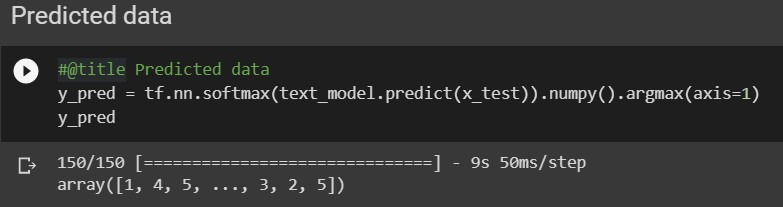 Predicted data
#@title Predicted data
y_pred = tf.nn.softmax(text_model.predict(x_test)).numpy().argmax(axis=1)
y_pred
150/150 [==============================] - 9s 50ms/step
array([1, 4, 5, ..., 3, 2, 5])